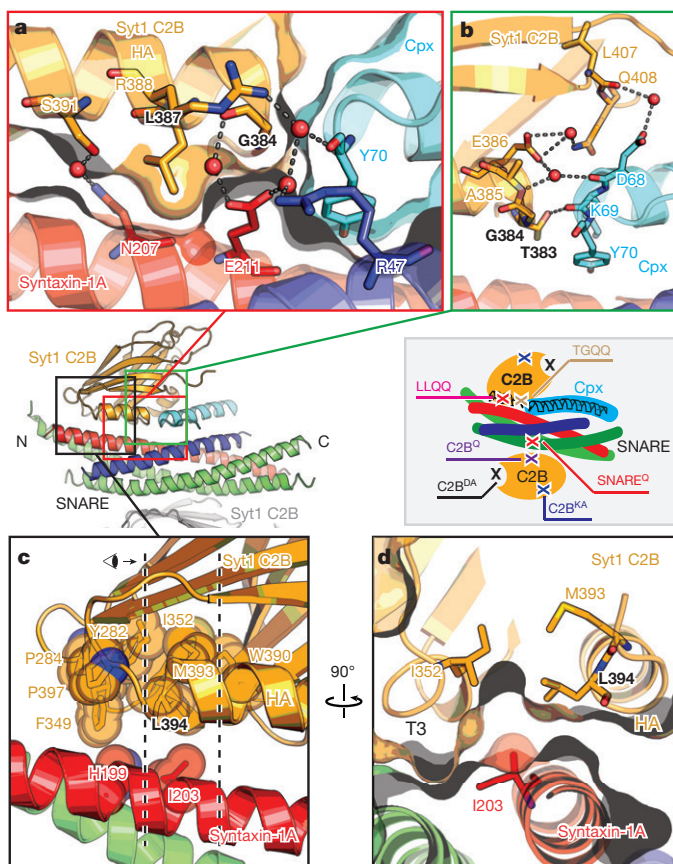 a
Syt1 C2B
HA
R388
S391
L387
G384
Cpx
Y70
N207
E211
R47
Syntaxin-1A
b
Syt1 C2B
L407
Q408
E386
A385
D68
K69
G384
T383
Y70
Cpx
Syt1 C2B
N
C
SNARE
Syt1 C2B
TGQQ
C2B
X
X
LLQQ
Cpx
X X
SNARE
C2B^Q
X
X
SNARE^Q
X
C2B
C2B^DA
X
C2B^KA
c
Syt1 C2B
Y282
I352
P284
M393
W390
P397
HA
F349
L394
H199
I203
Syntaxin-1A
90°
d
Syt1 C2B
M393
I352
L394
T3
HA
I203
Syntaxin-1A